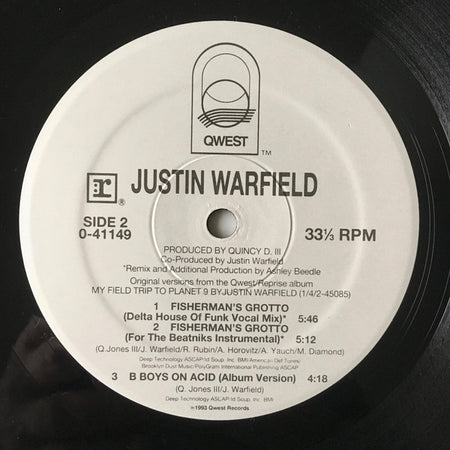 QWEST
TM
r ®
JUSTIN WARFIELD
SIDE 2
0-41149
33⅓ RPM
PRODUCED BY QUINCY D. III
Co-Produced by Justin Warfield
*Remix and Additional Production by Ashley Beedle
Original versions from the Qwest/Reprise album
MY FIELD TRIP TO PLANET 9 BYJUSTIN WARFIELD (1/4/2-45085)
1 FISHERMAN'S GROTTO
(Delta House Of Funk Vocal Mix)* 5:46
2 FISHERMAN'S GROTTO
(For The Beatniks Instrumental)* 5:12
(Q.Jones III/J. Warfield/R. Rubin/A. Horovitz/A. Yauch/M. Diamond)
Deep Technology ASCAP/Id Soup, Inc. BMI/American Def Tunes/
Brooklyn Dust Music/PolyGram International Publishing ASCAP
3 B BOYS ON ACID (Album Version) 4:18
(Q. Jones III/J. Warfield)
Deep Technology ASCAP/Id Soup, Inc. BMI
℗1993 Qwest Records